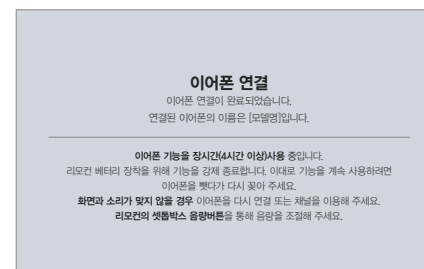 이어폰 연결
이어폰 연결이 완료되었습니다.
연결된 이어폰의 이름은 [모델명]입니다.
이어폰 기능을 장시간(4시간 이상)사용 중입니다.
리모컨 베터리 장착을 위해 기능을 강제 종료합니다. 이대로 기능을 계속 사용하려면
이어폰을 뺏다가 다시 꽂아 주세요.
화면과 소리가 맞지 않을 경우 이어폰을 다시 연결 또는 채널을 이용해 주세요.
리모컨의 셋톱박스 음량버튼을 통해 음량을 조절해 주세요.